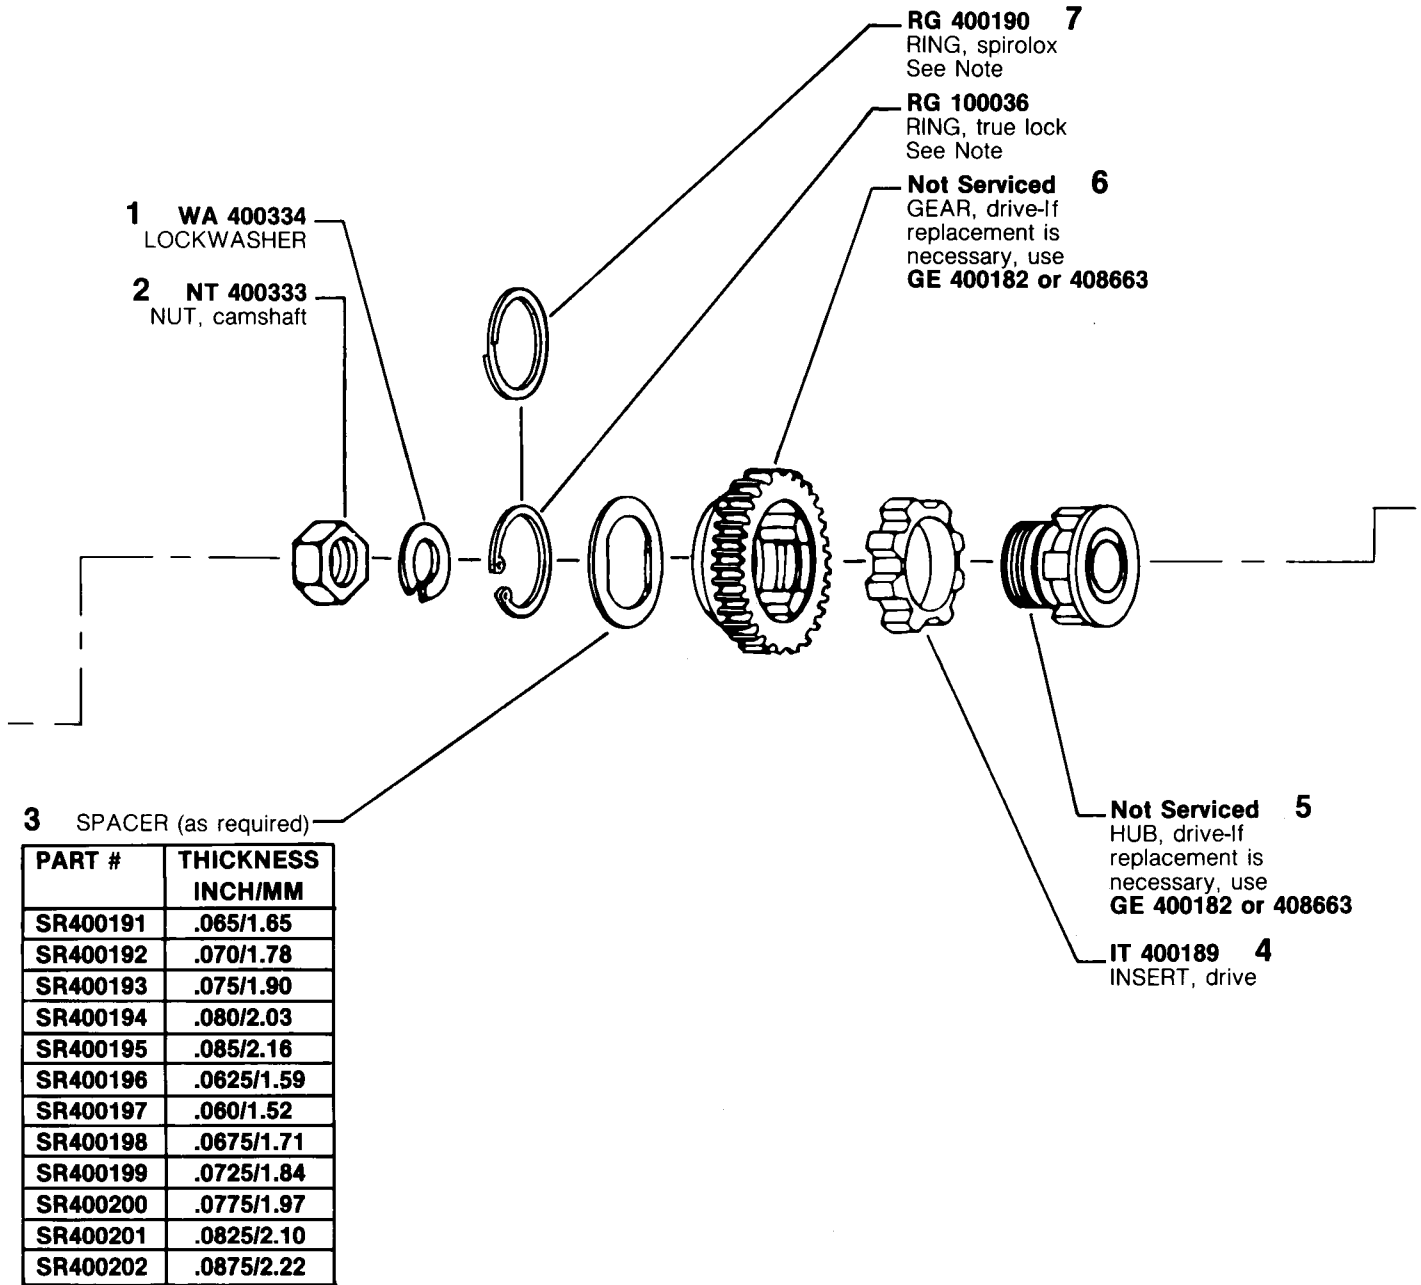 RG 400190 7
RING, spirolox
See Note
RG 100036
RING, true lock
See Note
Not Serviced 6
GEAR, drive-If
replacement is
necessary, use
GE 400182 or 408663
1 WA 400334
LOCKWASHER
2 NT 400333
NUT, camshaft
3 SPACER (as required)
PART # THICKNESS
INCH/MM
SR400191 .065/1.65
SR400192 .070/1.78
SR400193 .075/1.90
SR400194 .080/2.03
SR400195 .085/2.16
SR400196 .0625/1.59
SR400197 .060/1.52
SR400198 .0675/1.71
SR400199 .0725/1.84
SR400200 .0775/1.97
SR400201 .0825/2.10
SR400202 .0875/2.22
Not Serviced 5
HUB, drive-If
replacement is
necessary, use
GE 400182 or 408663
IT 400189 4
INSERT, drive